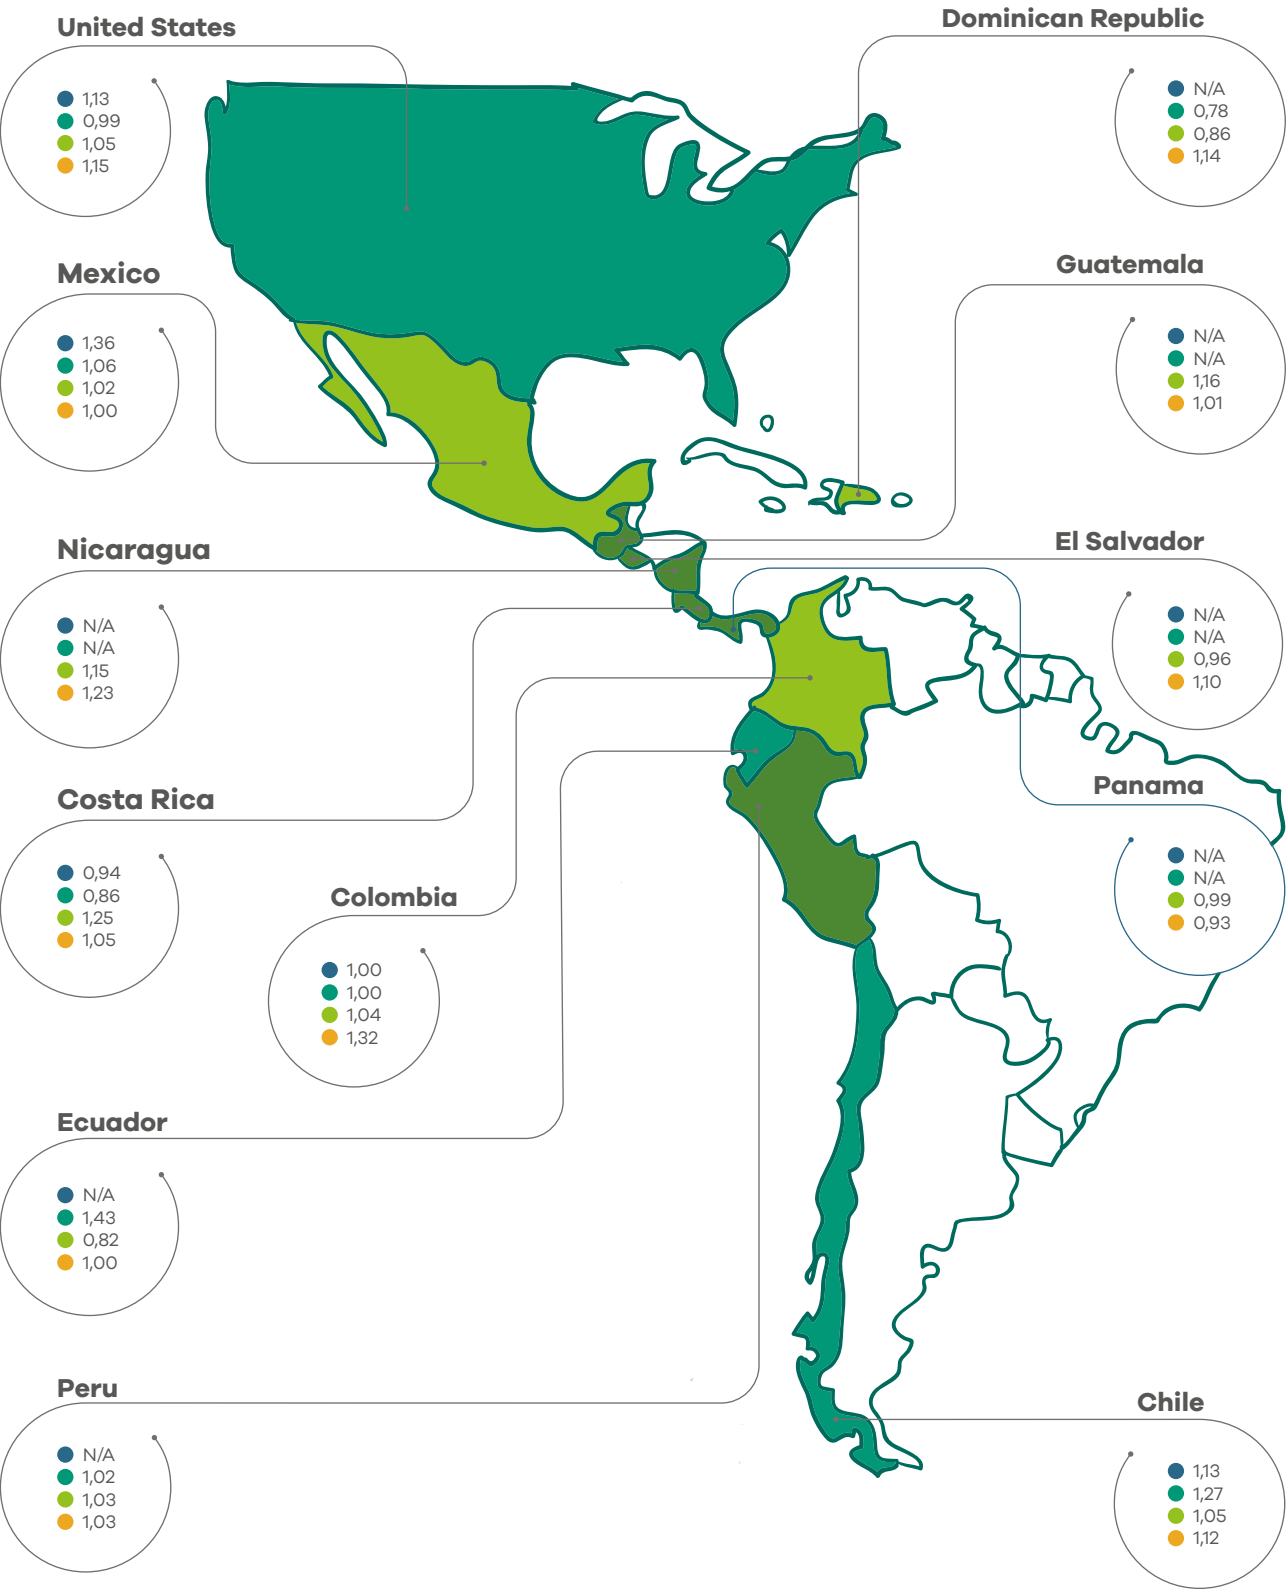 United States
1,13
0,99
1,05
1,15
Dominican Republic
N/A
0,78
0,86
1,14
Mexico
1,36
1,06
1,02
1,00
Guatemala
N/A
N/A
1,16
1,01
Nicaragua
N/A
N/A
1,15
1,23
El Salvador
N/A
N/A
0,96
1,10
Costa Rica
0,94
0,86
1,25
1,05
Panama
N/A
N/A
0,99
0,93
Colombia
1,00
1,00
1,04
1,32
Ecuador
N/A
1,43
0,82
1,00
Peru
N/A
1,02
1,03
1,03
Chile
1,13
1,27
1,05
1,12